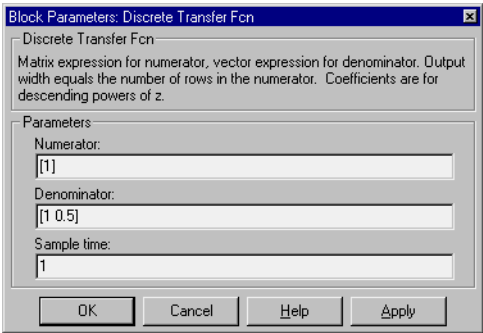 Block Parameters: Discrete Transfer Fcn
Discrete Transfer Fcn
Matrix expression for numerator, vector expression for denominator. Output
width equals the number of rows in the numerator.  Coefficients are for
descending powers of z.
Parameters
Numerator:
[1]
Denominator:
[1 0.5]
Sample time:
1
OK Cancel Help Apply